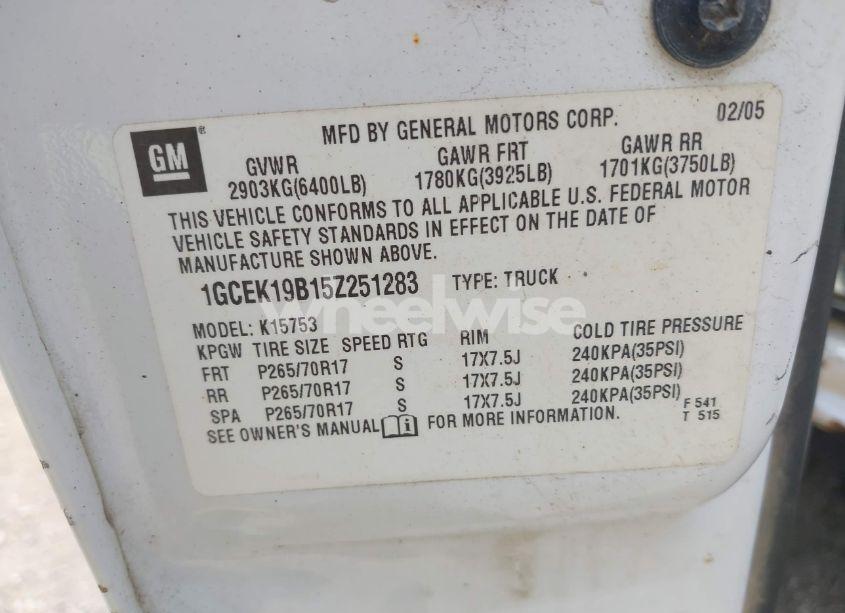 MFD BY GENERAL MOTORS CORP. 02/05
GM®
GVWR GAWR FRT GAWR RR
2903KG(6400LB) 1780KG(3925LB) 1701KG(3750LB)
THIS VEHICLE CONFORMS TO ALL APPLICABLE U.S. FEDERAL MOTOR
VEHICLE SAFETY STANDARDS IN EFFECT ON THE DATE OF
MANUFACTURE SHOWN ABOVE.
1GCEK19B15Z251283 TYPE: TRUCK
wheelwise
MODEL: K15753
KPGW TIRE SIZE SPEED RTG RIM COLD TIRE PRESSURE
FRT P265/70R17 S 17X7.5J 240KPA(35PSI)
RR P265/70R17 S 17X7.5J 240KPA(35PSI)
SPA P265/70R17 S 17X7.5J 240KPA(35PSI)
SEE OWNER'S MANUAL FOR MORE INFORMATION.
F 541
T 515